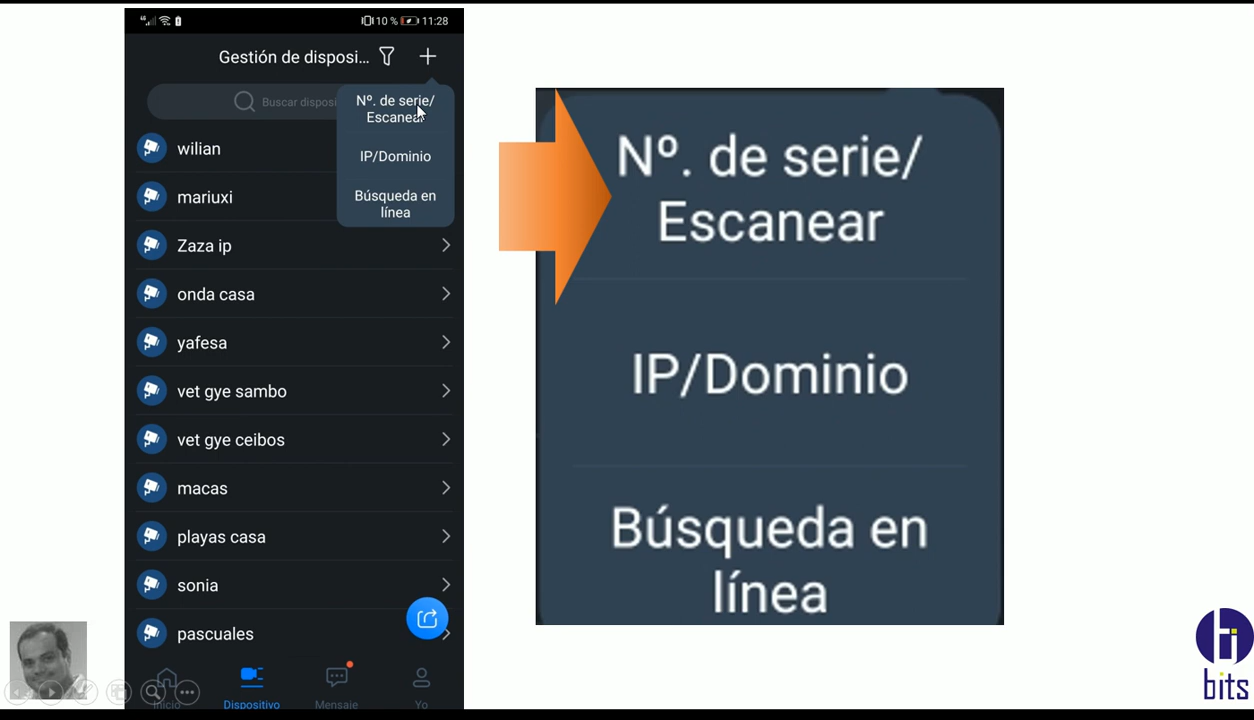 10 % 11:28
Gestión de disposi...
Buscar disposi
Nº. de serie/
Escanear
IP/Dominio
Búsqueda en
línea
wilian
mariuxi
Zaza ip
onda casa
yafesa
vet gye sambo
vet gye ceibos
macas
playas casa
sonia
pascuales
Inicio Dispositivo Mensaje Yo
Nº. de serie/
Escanear
IP/Dominio
Búsqueda en
línea
bits